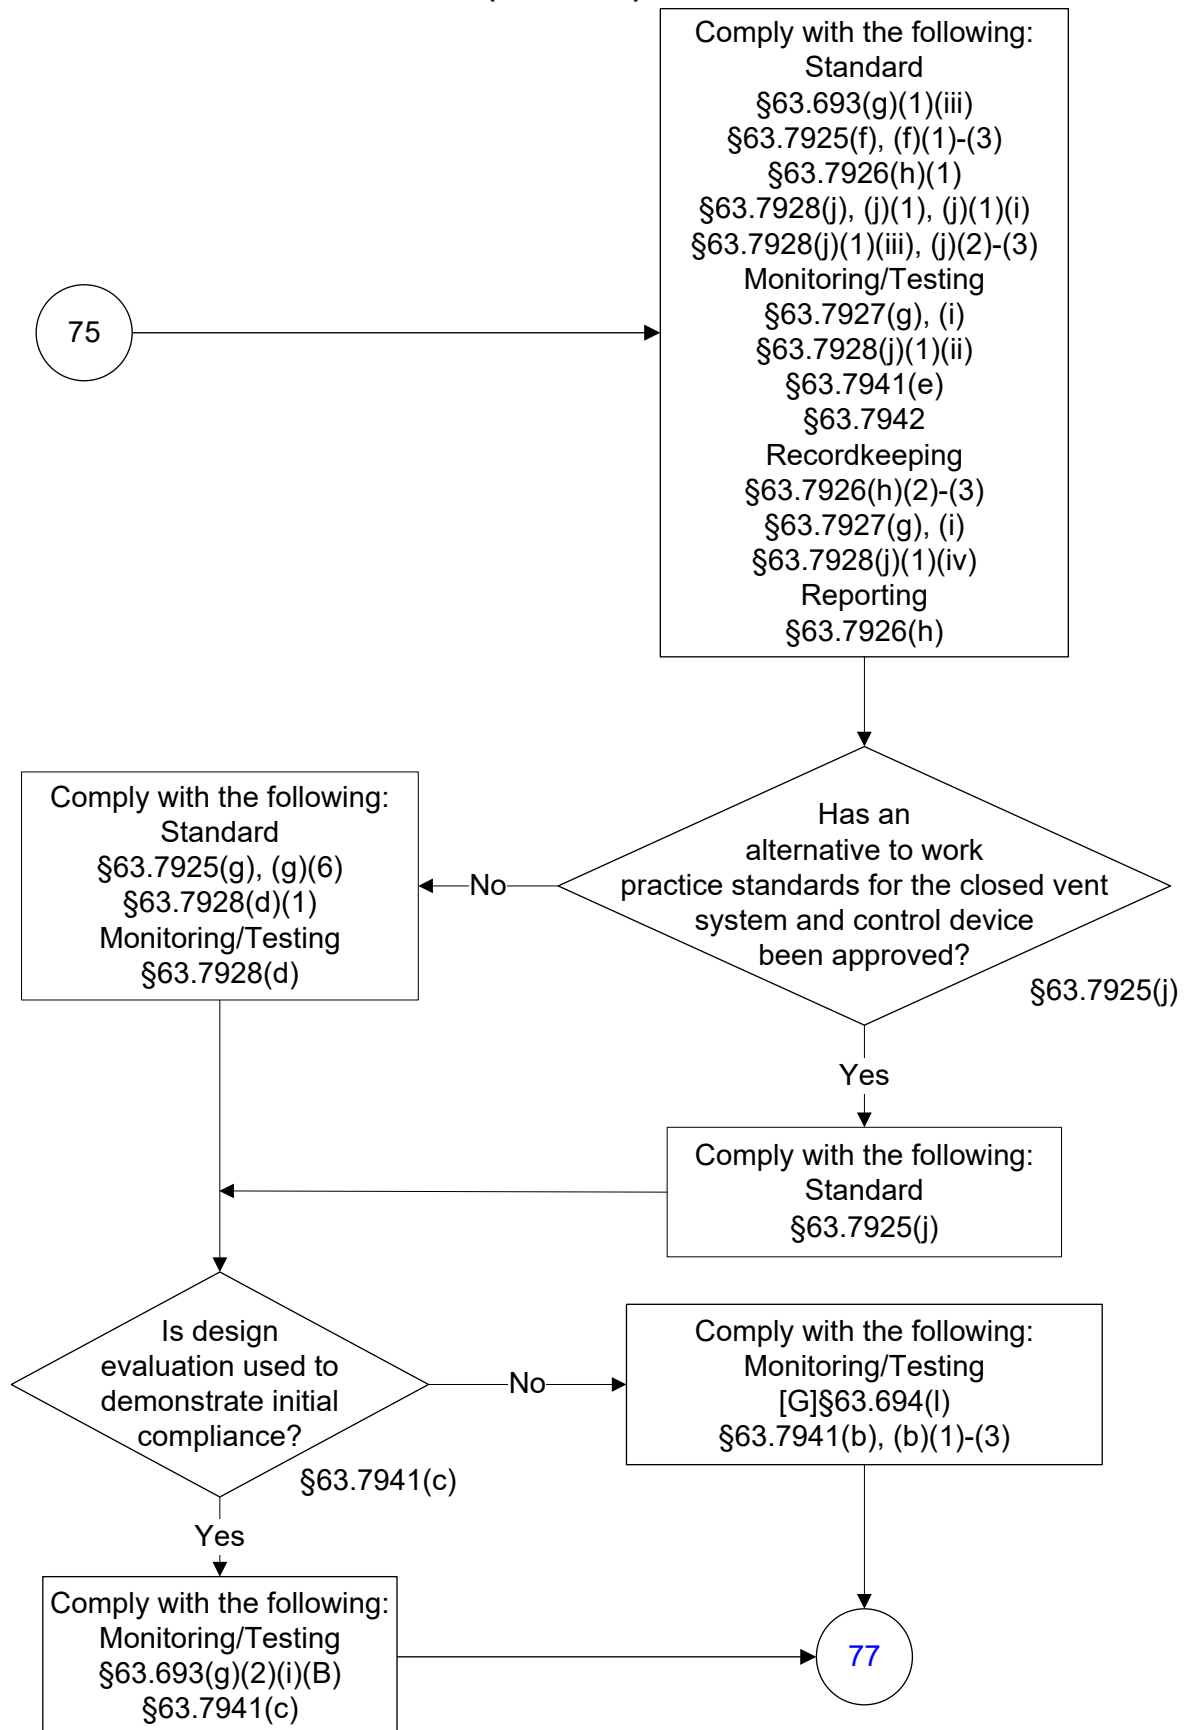 Comply with the following:
Standard
§63.693(g)(1)(iii)
§63.7925(f), (f)(1)-(3)
§63.7926(h)(1)
§63.7928(j), (j)(1), (j)(1)(i)
§63.7928(j)(1)(iii), (j)(2)-(3)
Monitoring/Testing
§63.7927(g), (i)
§63.7928(j)(1)(ii)
§63.7941(e)
§63.7942
Recordkeeping
§63.7926(h)(2)-(3)
§63.7927(g), (i)
§63.7928(j)(1)(iv)
Reporting
§63.7926(h)
75
Has an
alternative to work
practice standards for the closed vent
system and control device
been approved?
§63.7925(j)
No
Comply with the following:
Standard
§63.7925(g), (g)(6)
§63.7928(d)(1)
Monitoring/Testing
§63.7928(d)
Yes
Comply with the following:
Standard
§63.7925(j)
Is design
evaluation used to
demonstrate initial
compliance?
§63.7941(c)
No
Comply with the following:
Monitoring/Testing
[G]§63.694(l)
§63.7941(b), (b)(1)-(3)
Yes
Comply with the following:
Monitoring/Testing
§63.693(g)(2)(i)(B)
§63.7941(c)
77